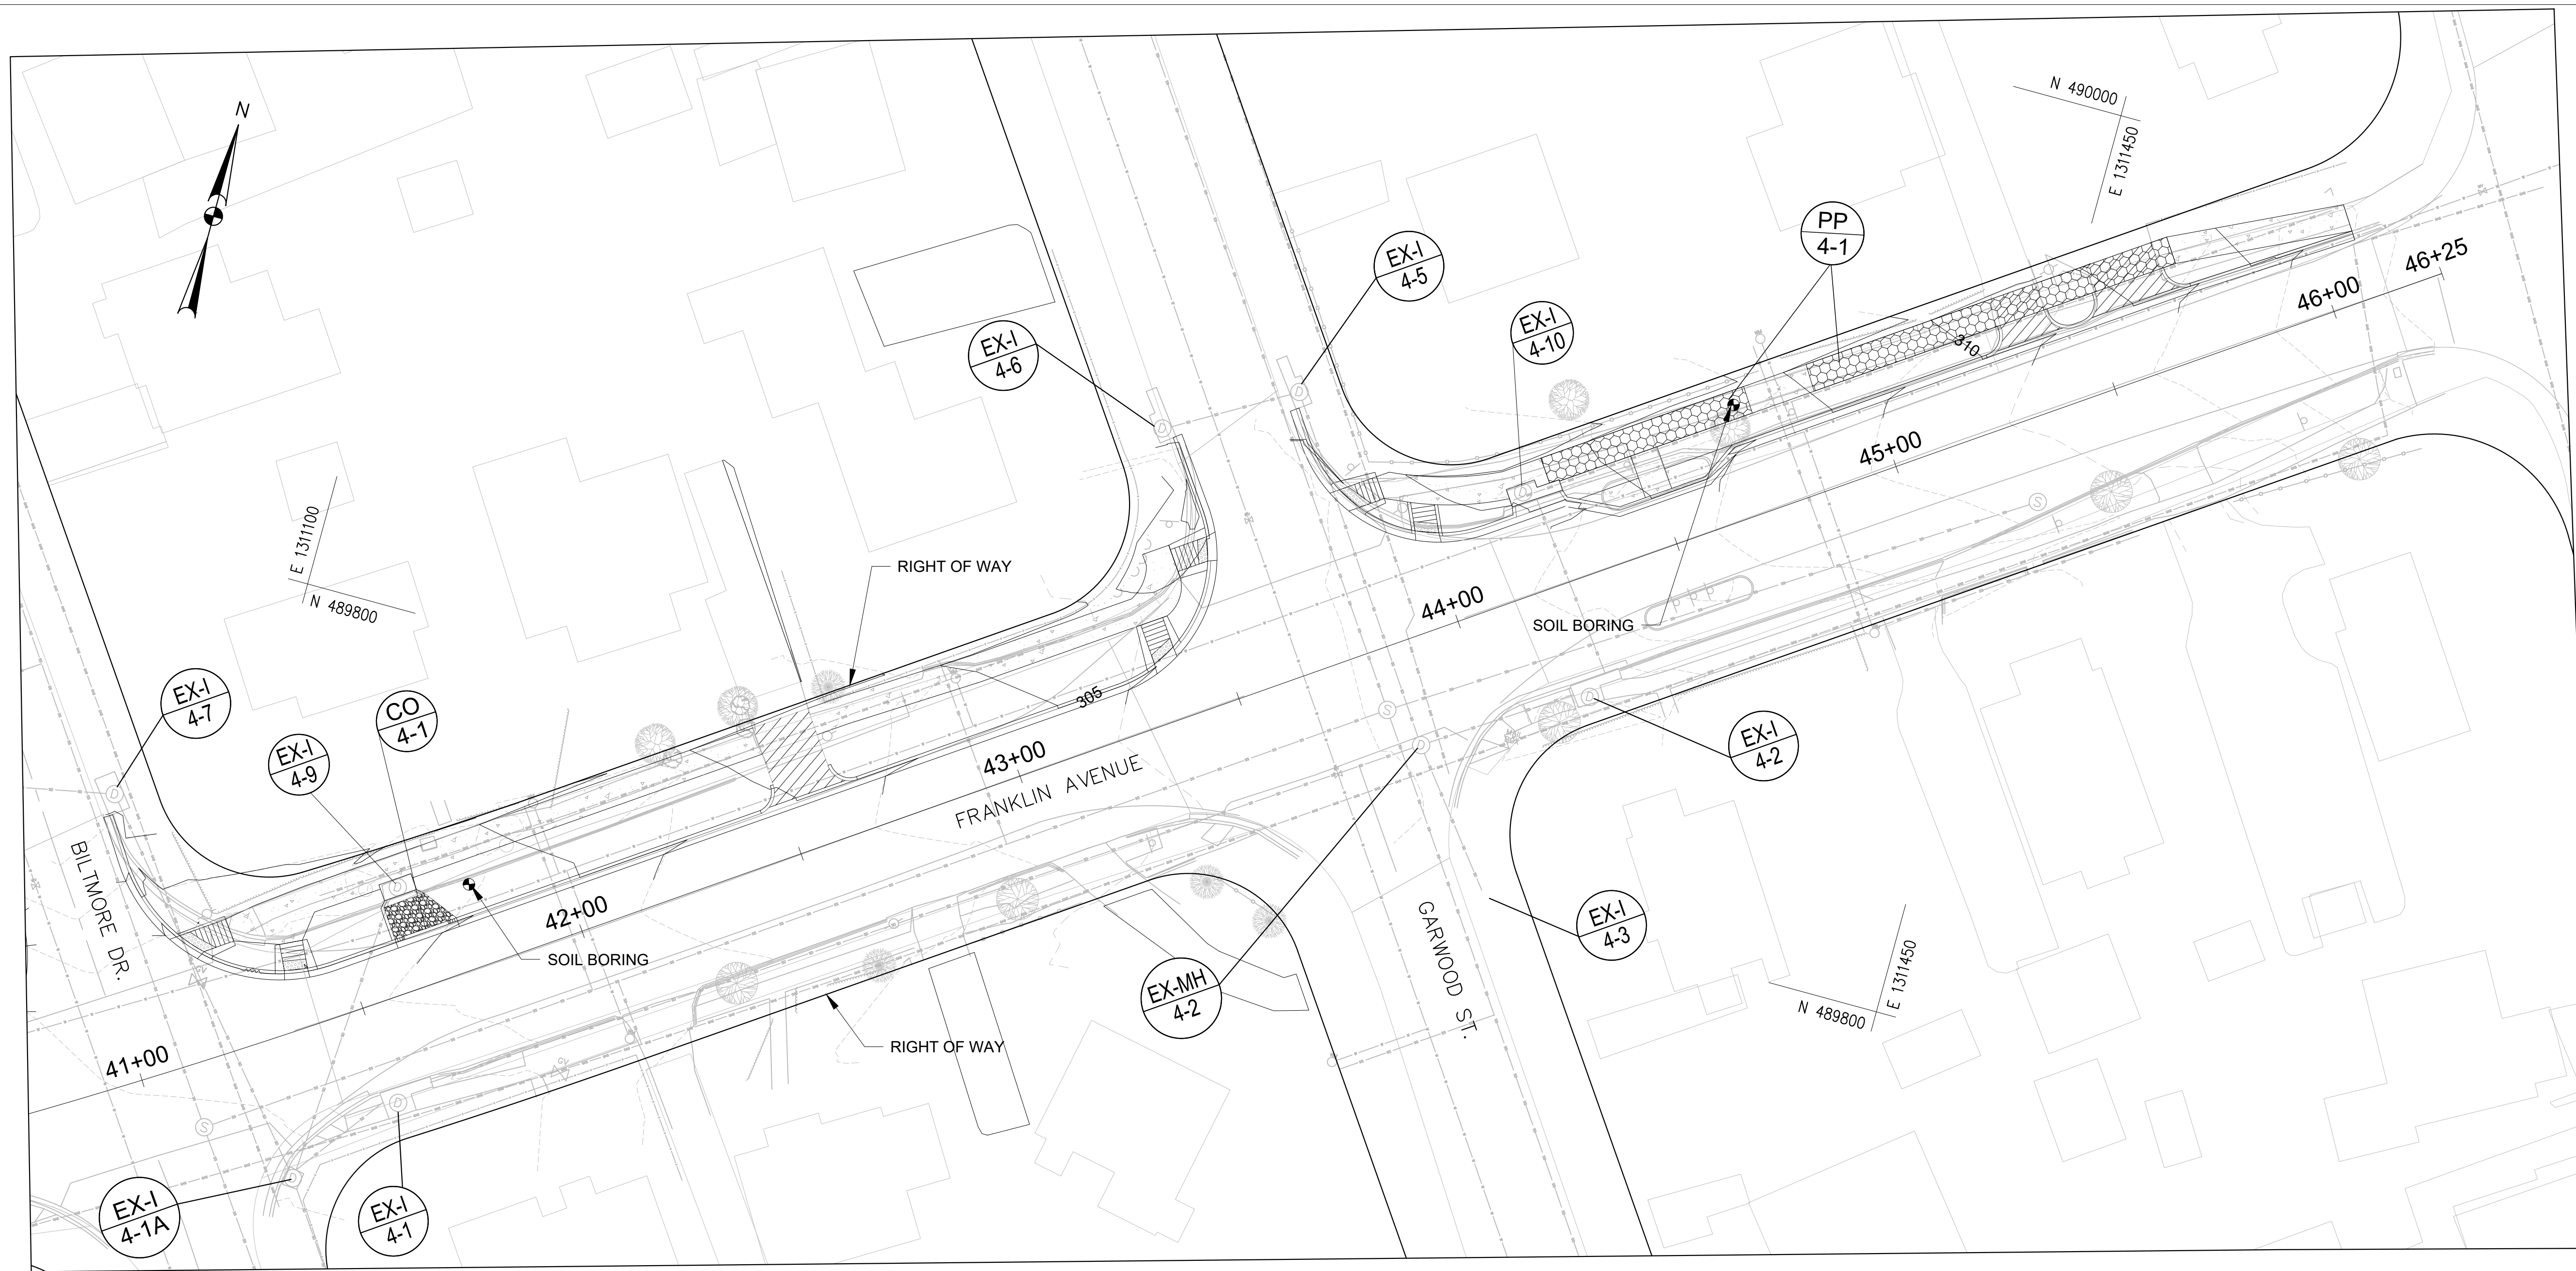 N
N 490000
E 1311450
PP
4-1
EX-I
4-5
46+25
46+00
EX-I
4-10
EX-I
4-6
310
45+00
E 1311100
N 489800
RIGHT OF WAY
44+00
SOIL BORING
EX-I
4-7
CO
4-1
EX-I
4-9
305
43+00
FRANKLIN AVENUE
EX-I
4-2
D
D
D
D
D
D
D
D
S
S
S
BILTMORE DR.
42+00
SOIL BORING
GARWOOD ST.
EX-I
4-3
EX-MH
4-2
N 489800
E 1311450
RIGHT OF WAY
41+00
EX-I
4-1A
EX-I
4-1